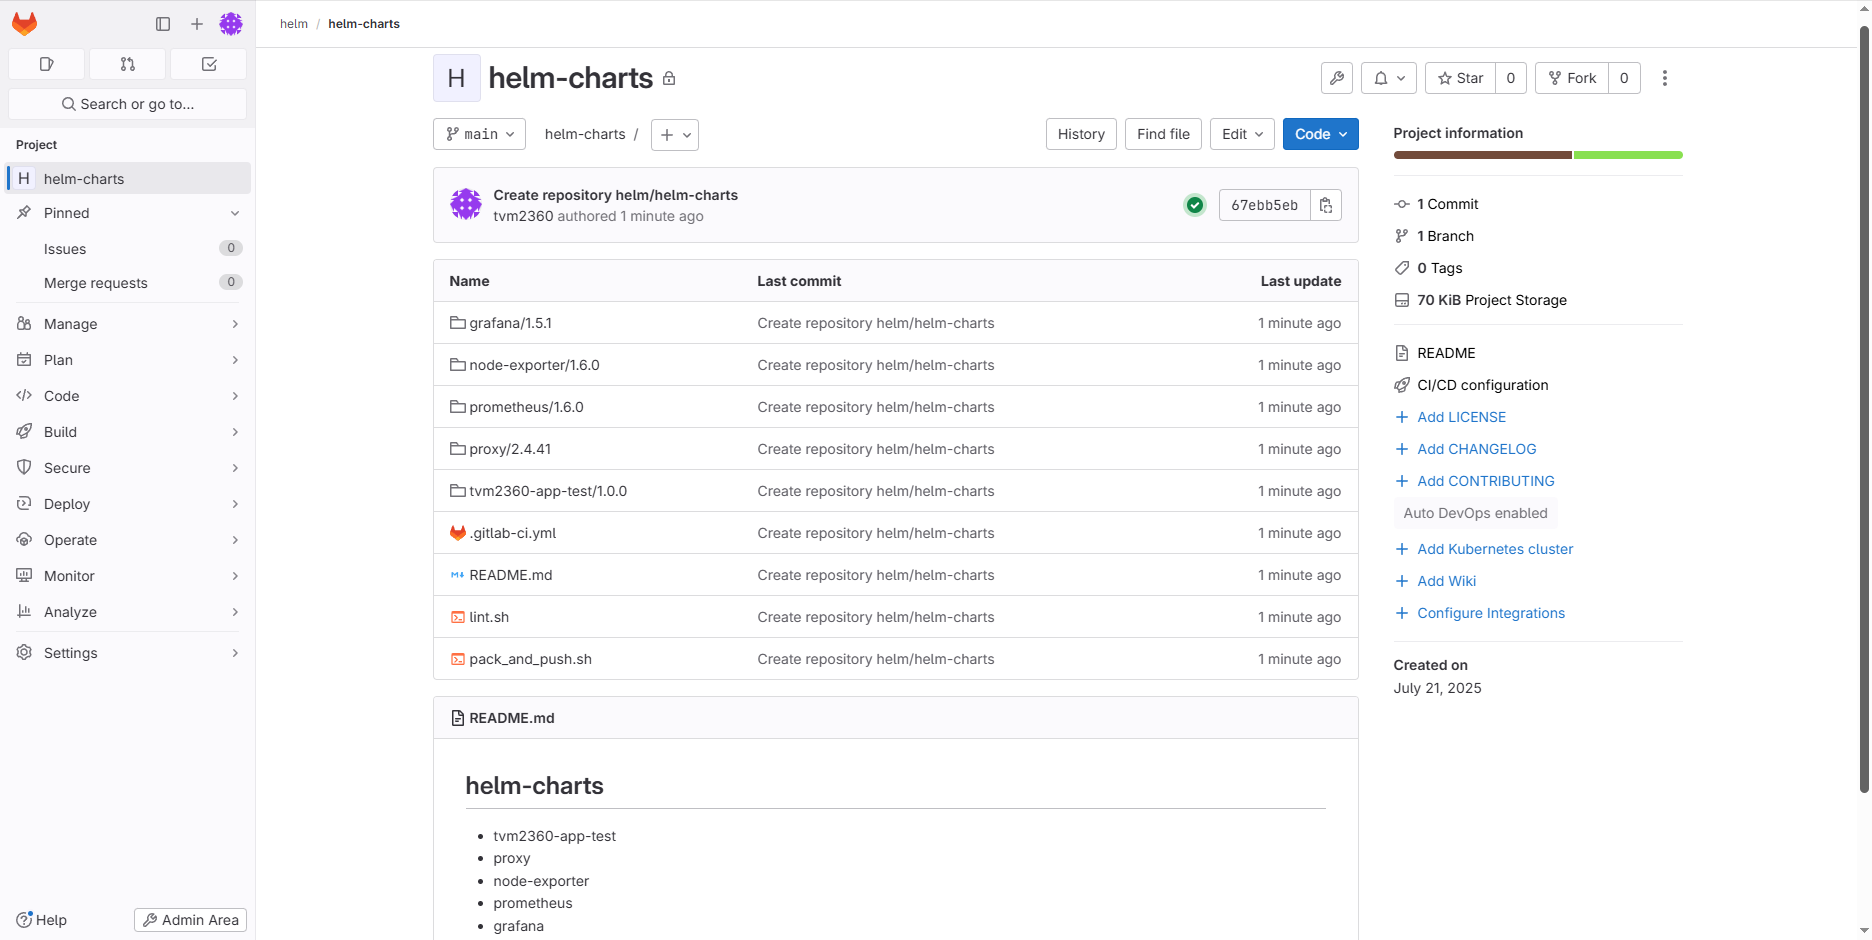 helm / helm-charts
Search or go to...
Project
H helm-charts
Pinned
Issues 0
Merge requests 0
Manage
Plan
Code
Build
Secure
Deploy
Operate
Monitor
Analyze
Settings
Help
Admin Area
H helm-charts
Star 0
Fork 0
main
helm-charts /
History
Find file
Edit
Code
Create repository helm/helm-charts
tvm2360 authored 1 minute ago
67ebb5eb
Name Last commit Last update
grafana/1.5.1 Create repository helm/helm-charts 1 minute ago
node-exporter/1.6.0 Create repository helm/helm-charts 1 minute ago
prometheus/1.6.0 Create repository helm/helm-charts 1 minute ago
proxy/2.4.41 Create repository helm/helm-charts 1 minute ago
tvm2360-app-test/1.0.0 Create repository helm/helm-charts 1 minute ago
.gitlab-ci.yml Create repository helm/helm-charts 1 minute ago
README.md Create repository helm/helm-charts 1 minute ago
lint.sh Create repository helm/helm-charts 1 minute ago
pack_and_push.sh Create repository helm/helm-charts 1 minute ago
README.md
helm-charts
• tvm2360-app-test
• proxy
• node-exporter
• prometheus
• grafana
Project information
1 Commit
1 Branch
0 Tags
70 KiB Project Storage
README
CI/CD configuration
Add LICENSE
Add CHANGELOG
Add CONTRIBUTING
Auto DevOps enabled
Add Kubernetes cluster
Add Wiki
Configure Integrations
Created on
July 21, 2025